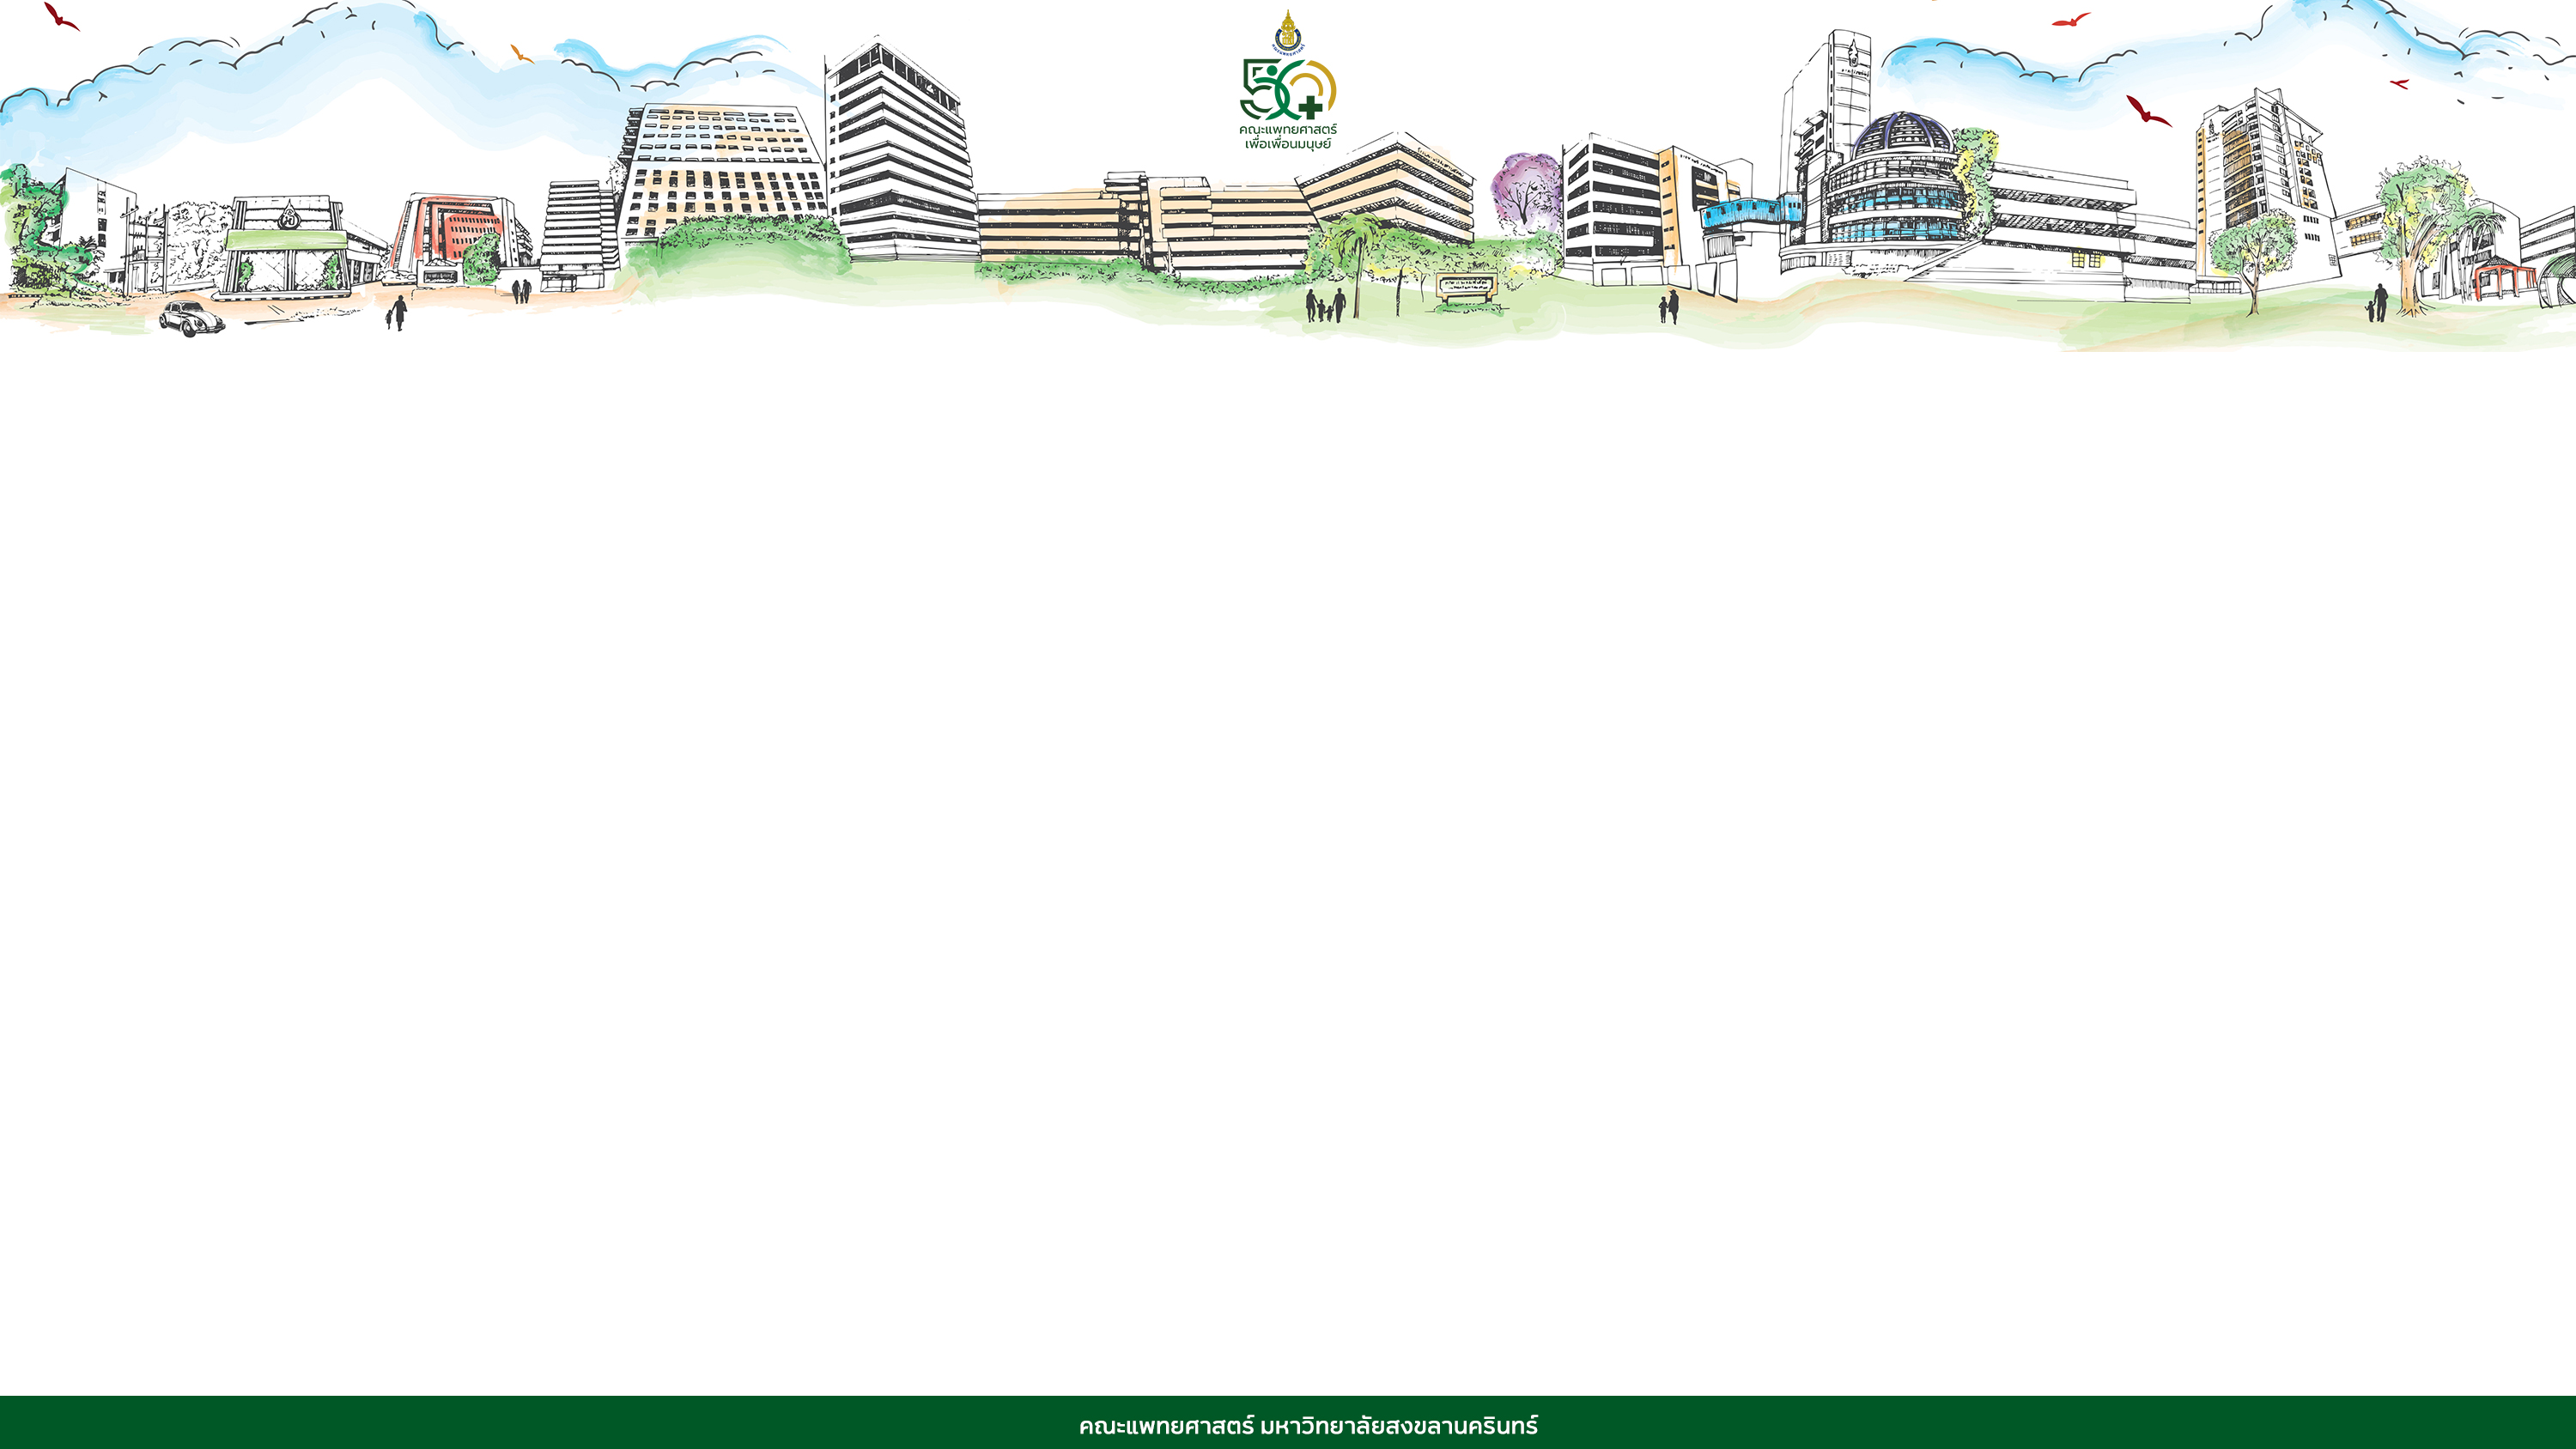 50
คณะแพทยศาสตร์
เพื่อเพื่อนมนุษย์
คณะแพทยศาสตร์ มหาวิทยาลัยสงขลานครินทร์